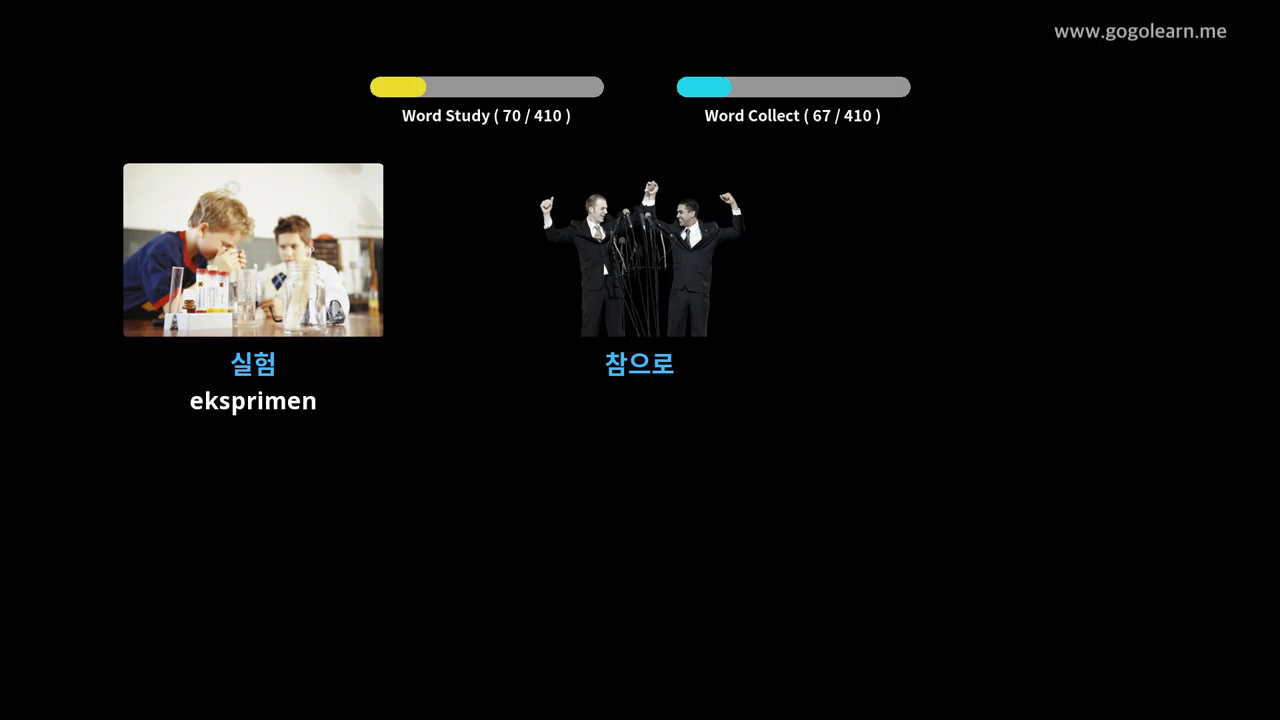 www.gogolearn.me
Word Study ( 70 / 410 )
Word Collect ( 67 / 410 )
실험
eksprimen
참으로